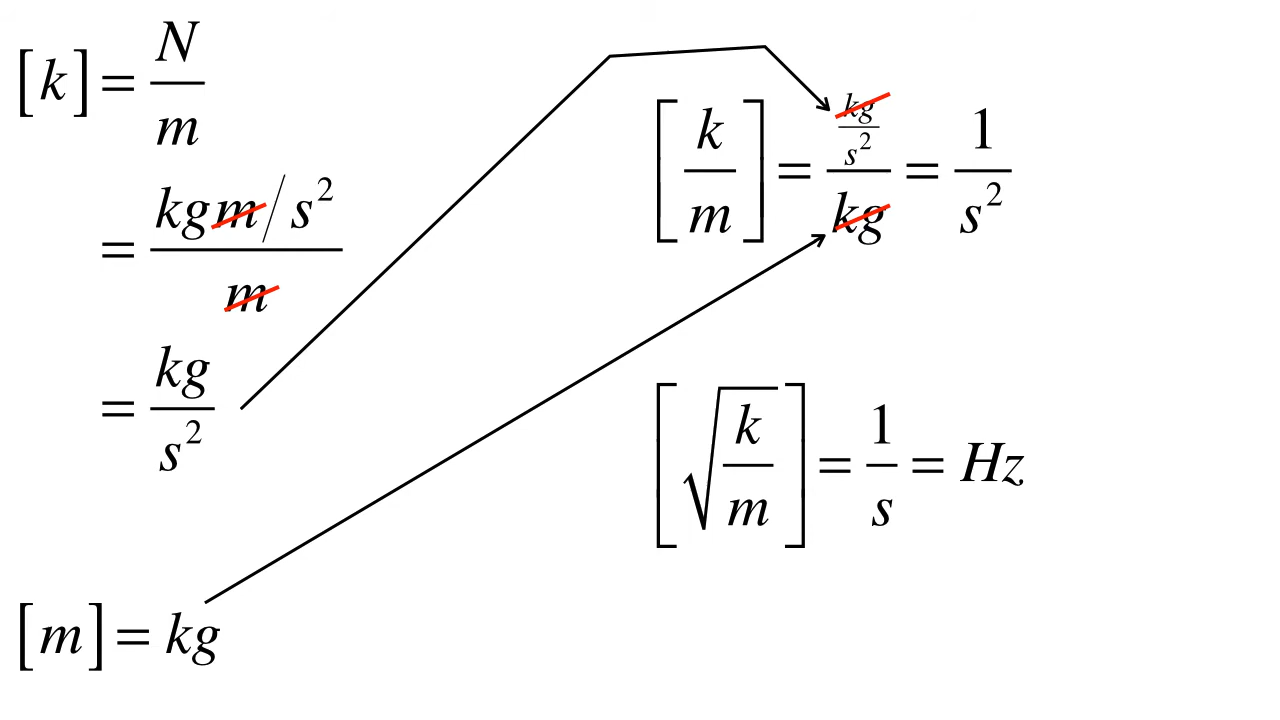 [k] = N/m
= (kg m/s²)/m
= kg/s²
[m] = kg
[k/m] = (kg/s²)/kg = 1/s²
[√(k/m)] = 1/s = Hz